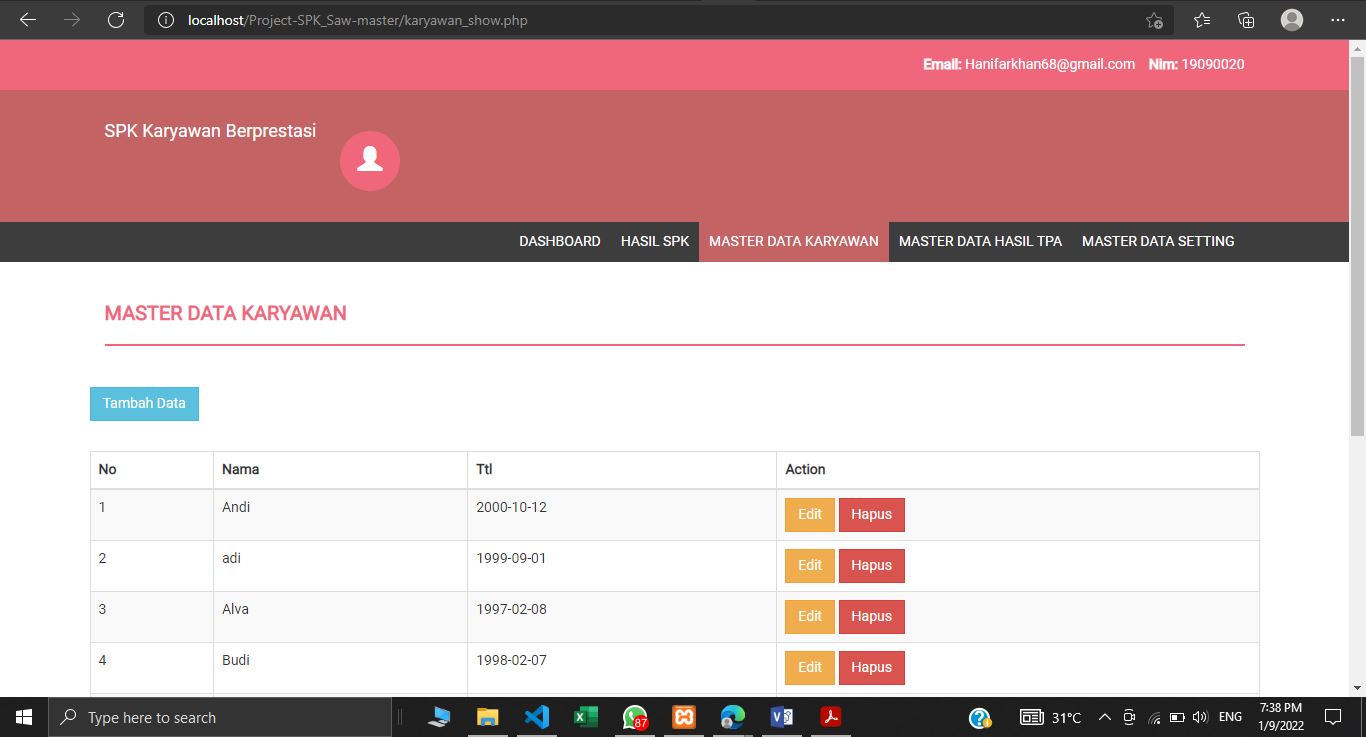 localhost/Project-SPK_Saw-master/karyawan_show.php
Email: Hanifarkhan68@gmail.com Nim: 19090020
SPK Karyawan Berprestasi
DASHBOARD HASIL SPK MASTER DATA KARYAWAN MASTER DATA HASIL TPA MASTER DATA SETTING
MASTER DATA KARYAWAN
Tambah Data
No Nama Ttl Action
1 Andi 2000-10-12 Edit Hapus
2 adi 1999-09-01 Edit Hapus
3 Alva 1997-02-08 Edit Hapus
4 Budi 1998-02-07 Edit Hapus
Type here to search 87 31°C ENG 7:38 PM
1/9/2022